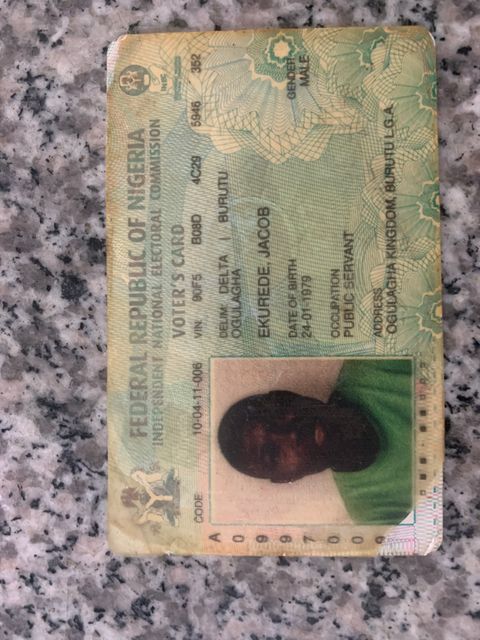 FEDERAL REPUBLIC OF NIGERIA
INDEPENDENT NATIONAL ELECTORAL COMMISSION
INEC
VOTER'S CARD
CODE 10-04-11-006 VIN: 90F5 B08D 4C29 5946 352
DELIM: DELTA | BURUTU
OGULAGHA
EKUREDE, JACOB
DATE OF BIRTH
24-01-1979
GENDER
MALE
OCCUPATION
PUBLIC SERVANT
ADDRESS
OGULAGHA KINGDOM, BURUTU L.G.A.
A0997009